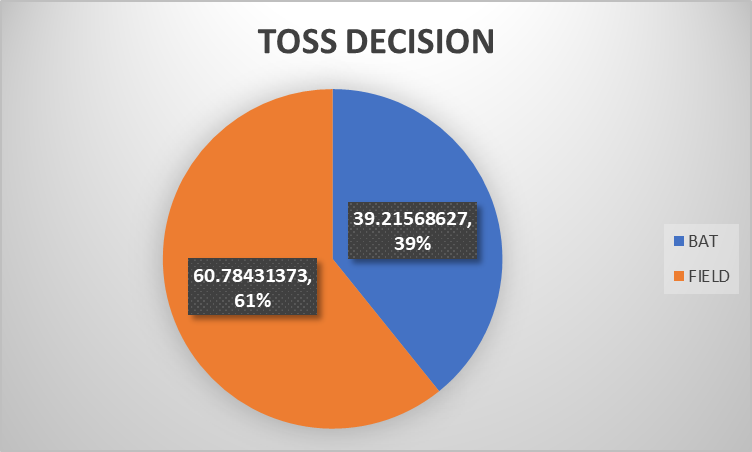 TOSS DECISION
39.21568627,
39%
60.78431373,
61%
BAT
FIELD